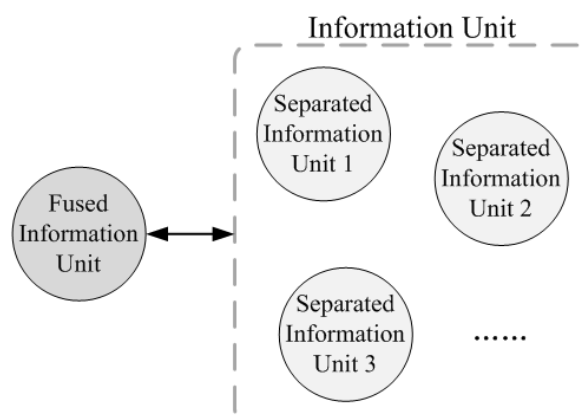 Information Unit
Separated
Information
Unit 1
Separated
Information
Unit 2
Fused
Information
Unit
Separated
Information
Unit 3
......